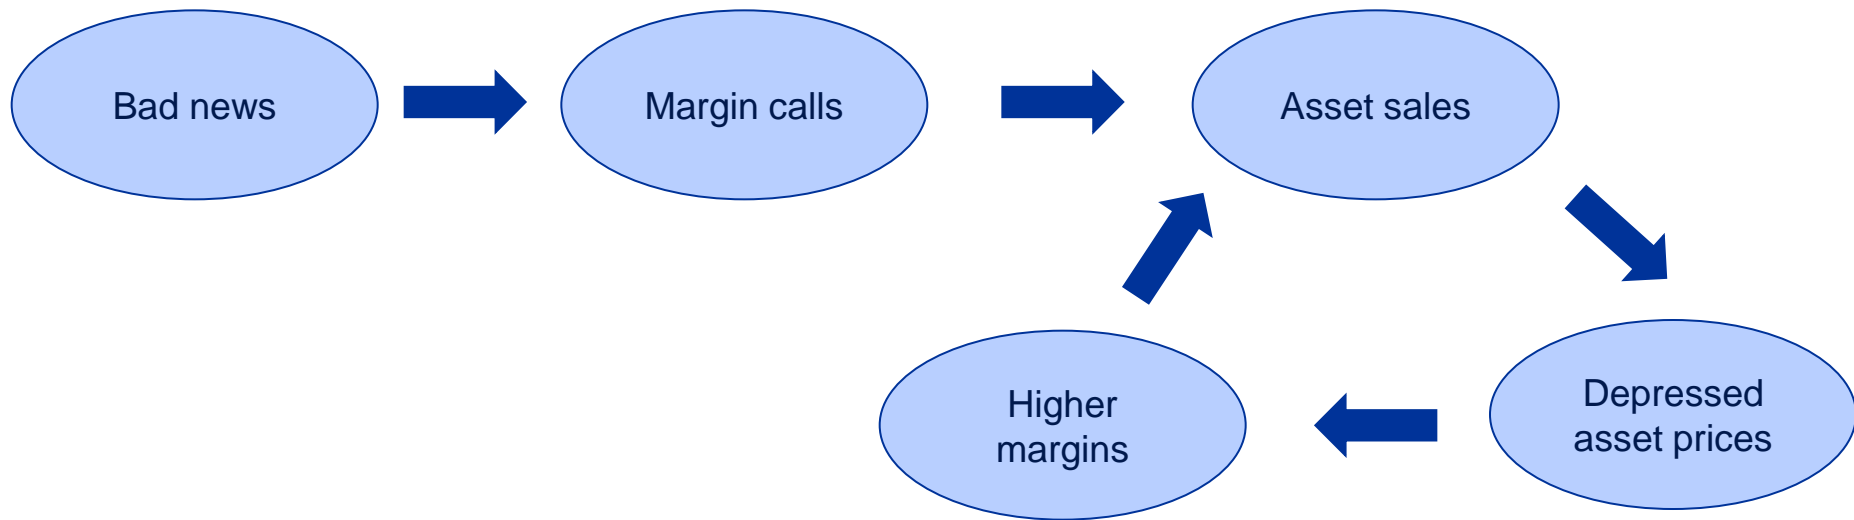 Bad news
Margin calls
Asset sales
Higher
margins
Depressed
asset prices